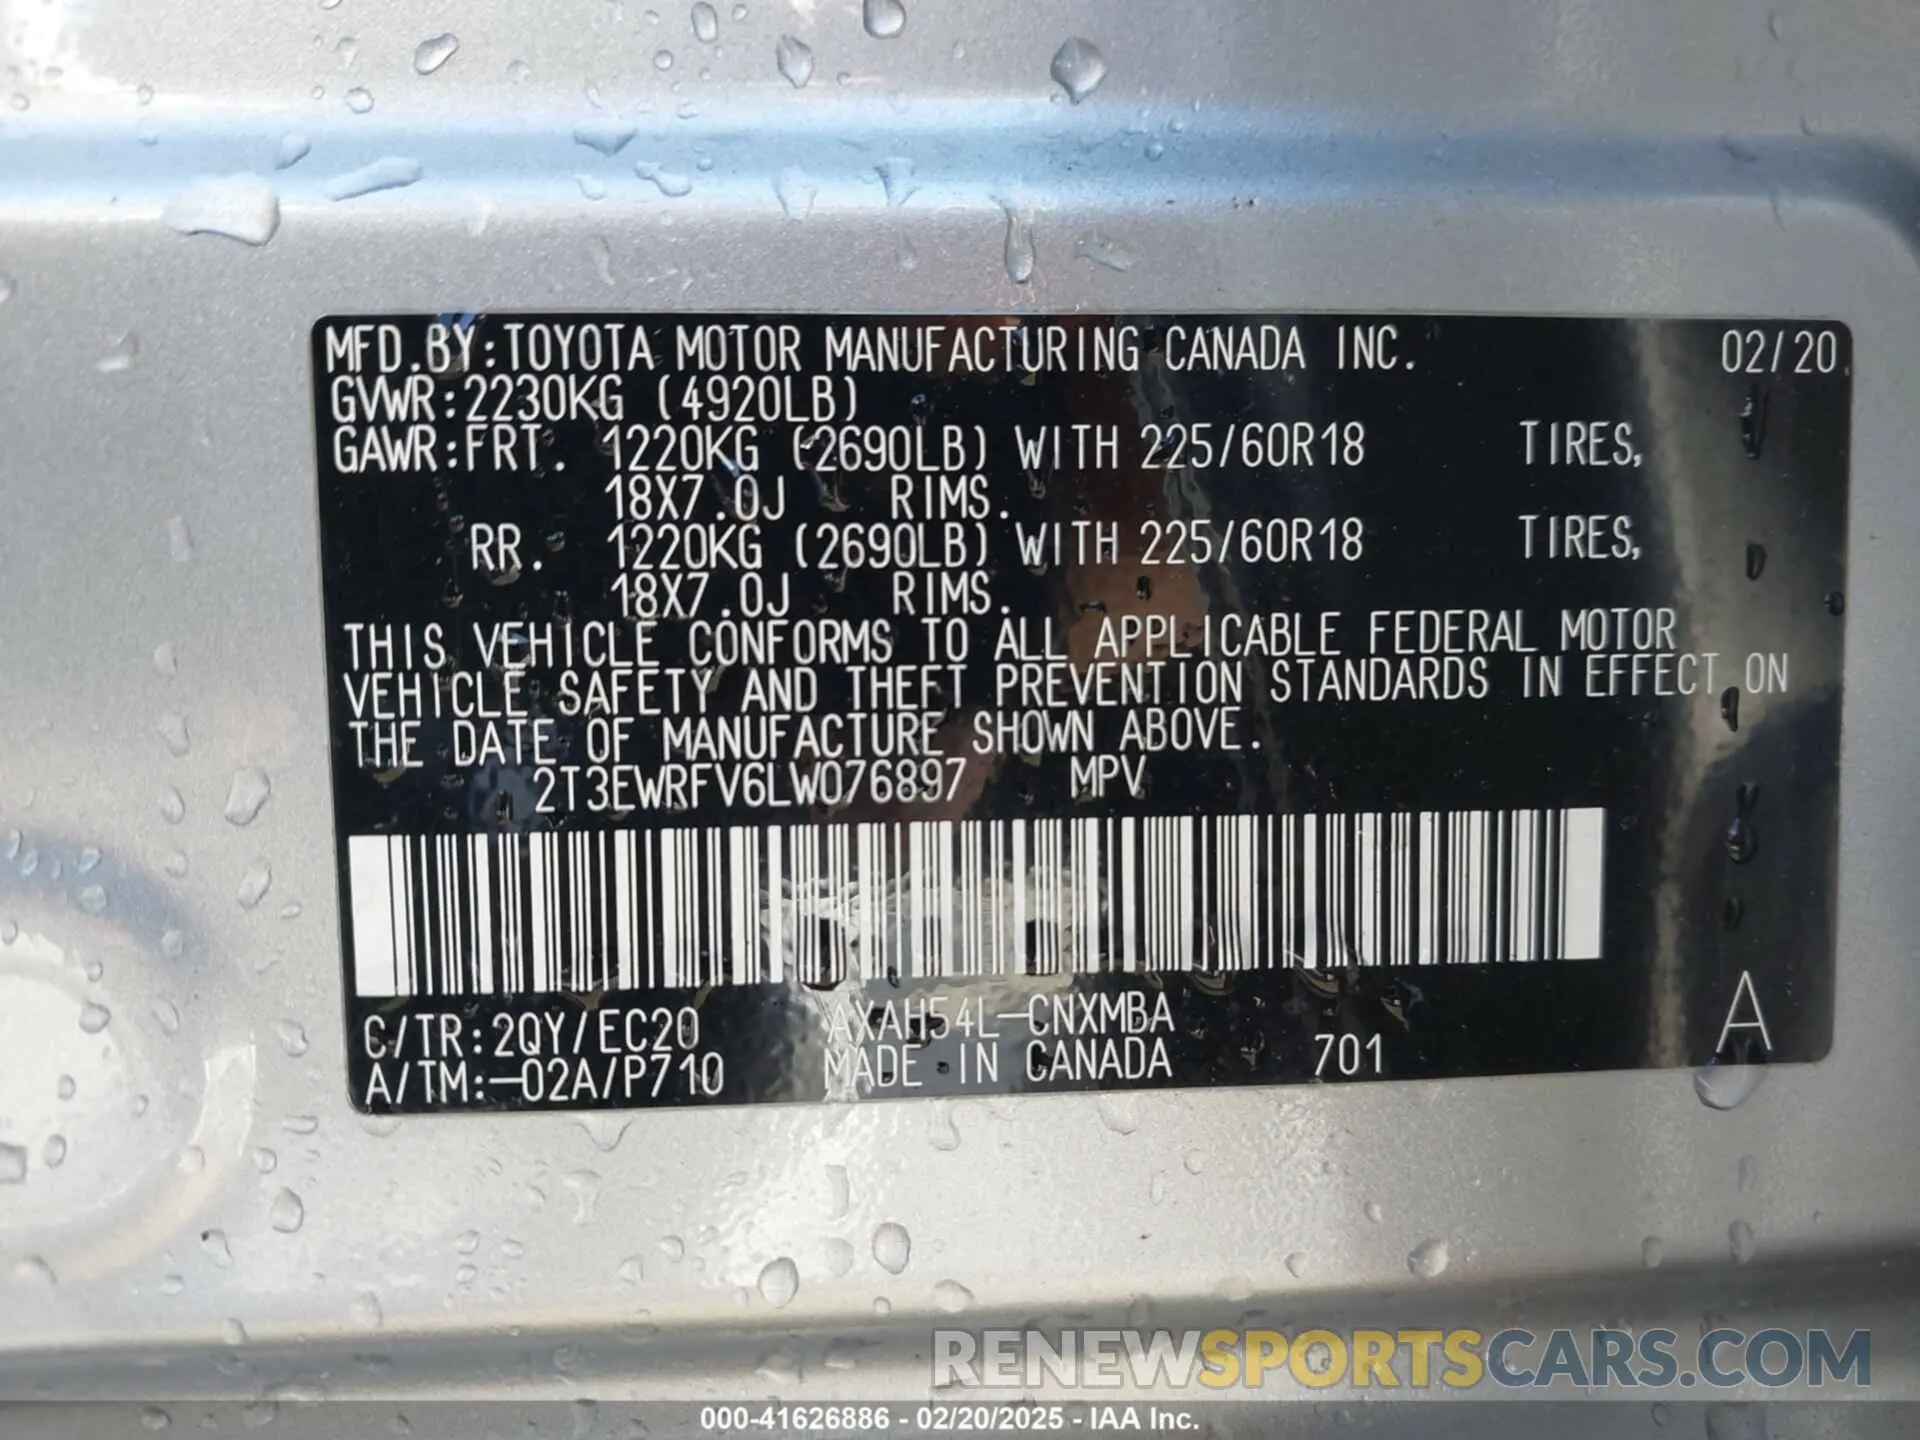 MFD.BY:TOYOTA MOTOR MANUFACTURING CANADA INC. 02/20
GVWR:2230KG (4920LB)
GAWR:FRT. 1220KG (2690LB) WITH 225/60R18 TIRES,
18X7.0J RIMS.
RR. 1220KG (2690LB) WITH 225/60R18 TIRES,
18X7.0J RIMS.
THIS VEHICLE CONFORMS TO ALL APPLICABLE FEDERAL MOTOR
VEHICLE SAFETY AND THEFT PREVENTION STANDARDS IN EFFECT ON
THE DATE OF MANUFACTURE SHOWN ABOVE.
2T3EWRFV6LW076897 MPV
C/TR:2QY/EC20 AXAH54L-CNXMBA
A/TM:-02A/P710 MADE IN CANADA 701 A
RENEWSPORTSCARS.COM
000-41626886 - 02/20/2025 - IAA Inc.